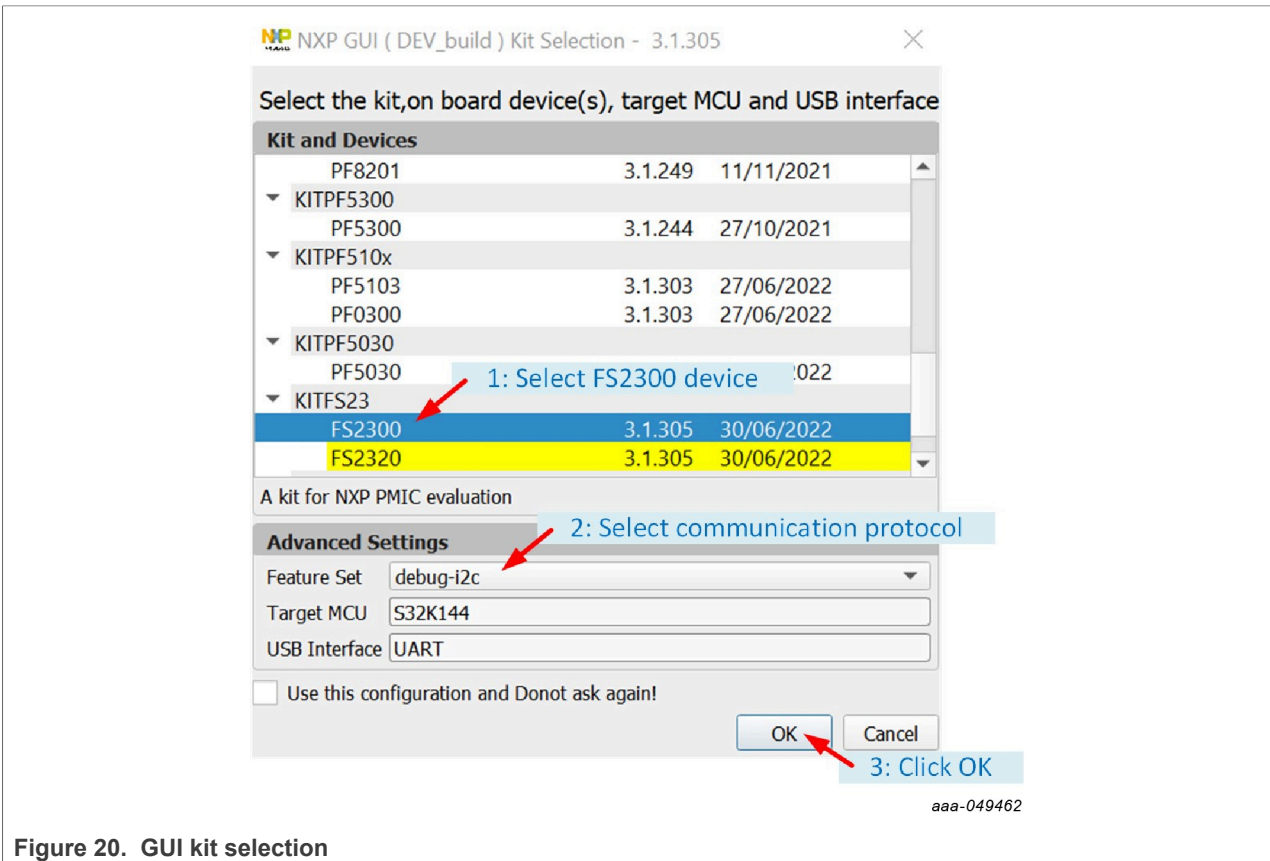 NXP GUI ( DEV_build ) Kit Selection - 3.1.305
Select the kit,on board device(s), target MCU and USB interface
Kit and Devices
PF8201 3.1.249 11/11/2021
KITPF5300
PF5300 3.1.244 27/10/2021
KITPF510x
PF5103 3.1.303 27/06/2022
PF0300 3.1.303 27/06/2022
KITPF5030
PF5030 022
1: Select FS2300 device
KITFS23
FS2300 3.1.305 30/06/2022
FS2320 3.1.305 30/06/2022
A kit for NXP PMIC evaluation
2: Select communication protocol
Advanced Settings
Feature Set debug-i2c
Target MCU S32K144
USB Interface UART
Use this configuration and Donot ask again!
OK Cancel
3: Click OK
aaa-049462
Figure 20. GUI kit selection